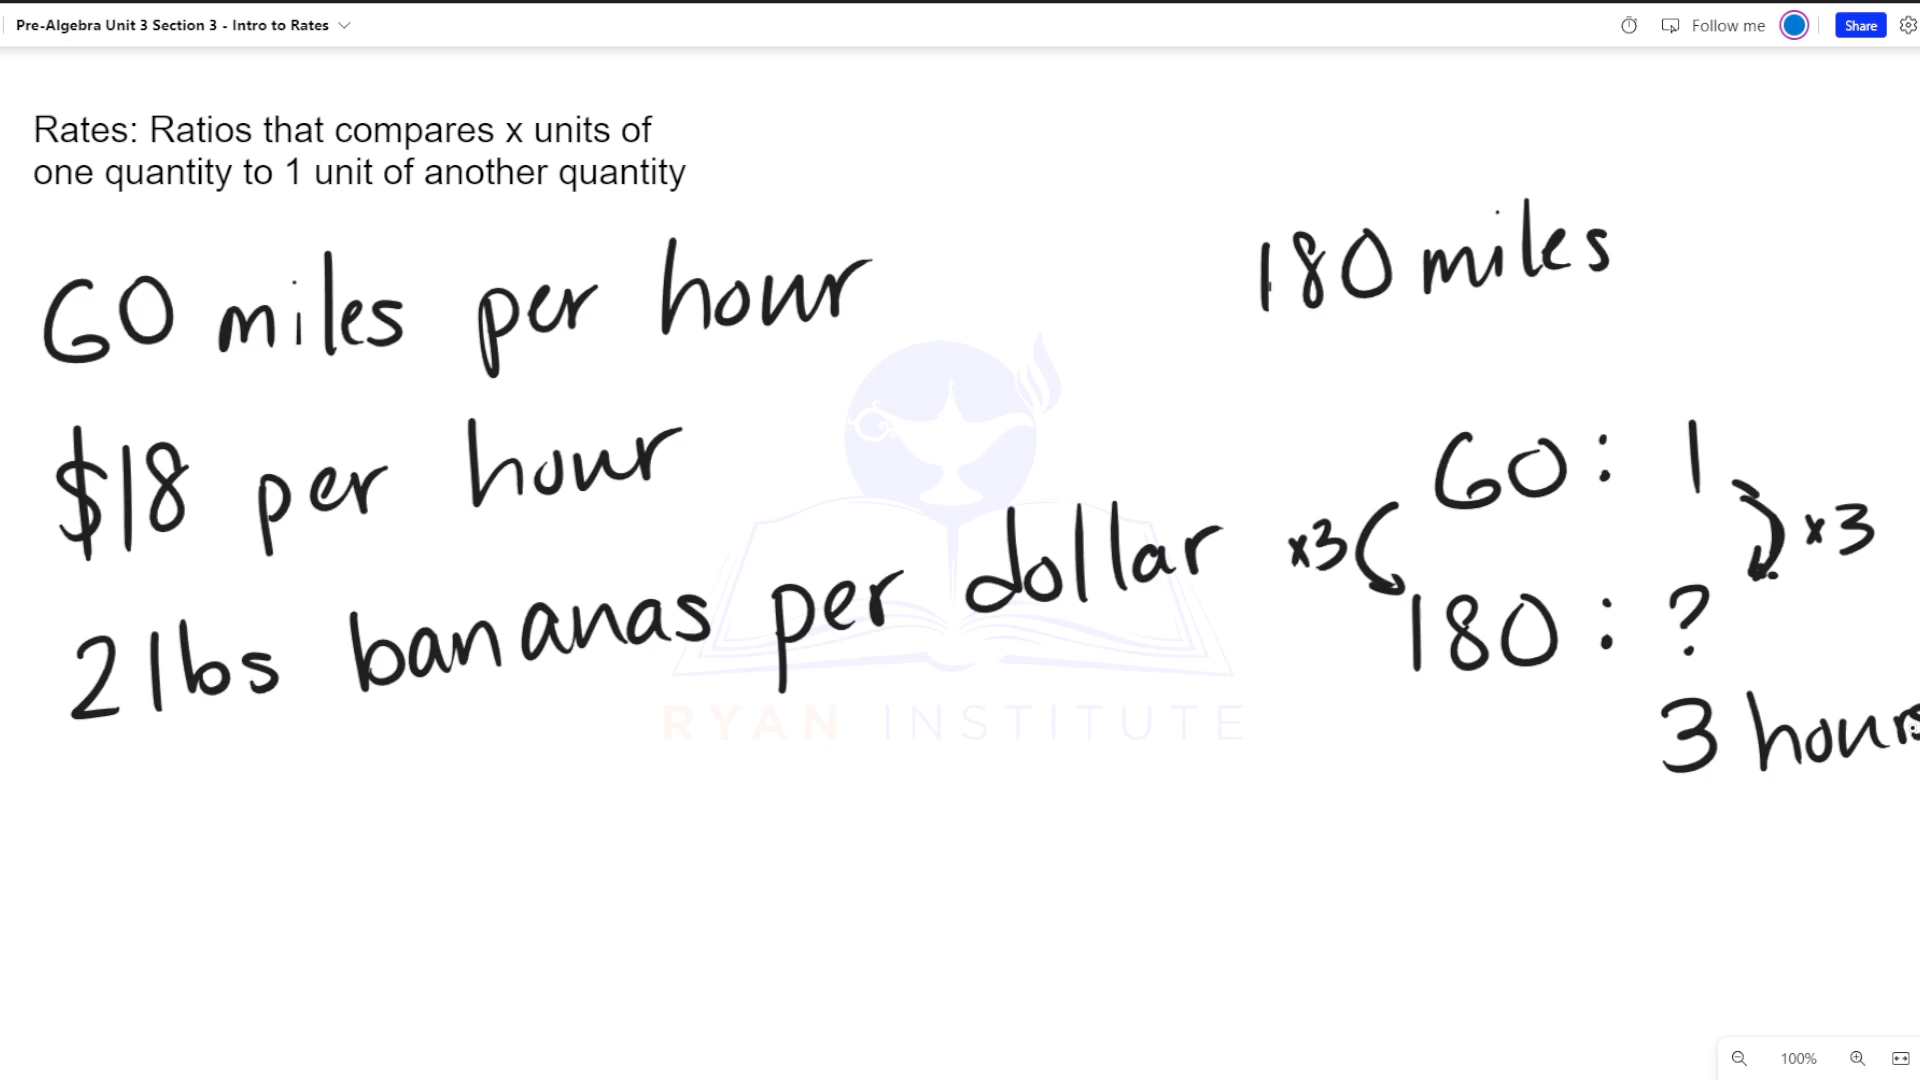 Pre-Algebra Unit 3 Section 3 - Intro to Rates
Follow me
Share
Rates: Ratios that compares x units of
one quantity to 1 unit of another quantity
60 miles per hour
$18 per hour
2 lbs bananas per dollar
180 miles
60 : 1
x3
x3
180 : ?
3 hours
RYAN INSTITUTE
100%